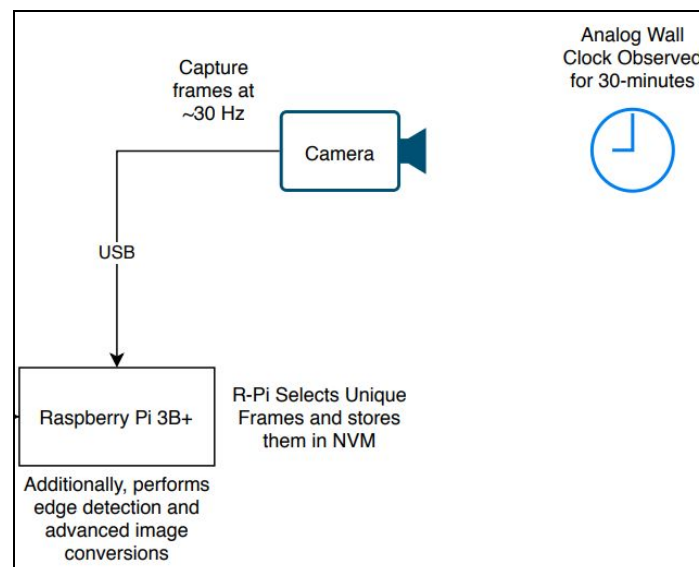 Analog Wall
Clock Observed
for 30-minutes
Capture
frames at
~30 Hz
Camera
USB
Raspberry Pi 3B+
R-Pi Selects Unique
Frames and stores
them in NVM
Additionally, performs
edge detection and
advanced image
conversions